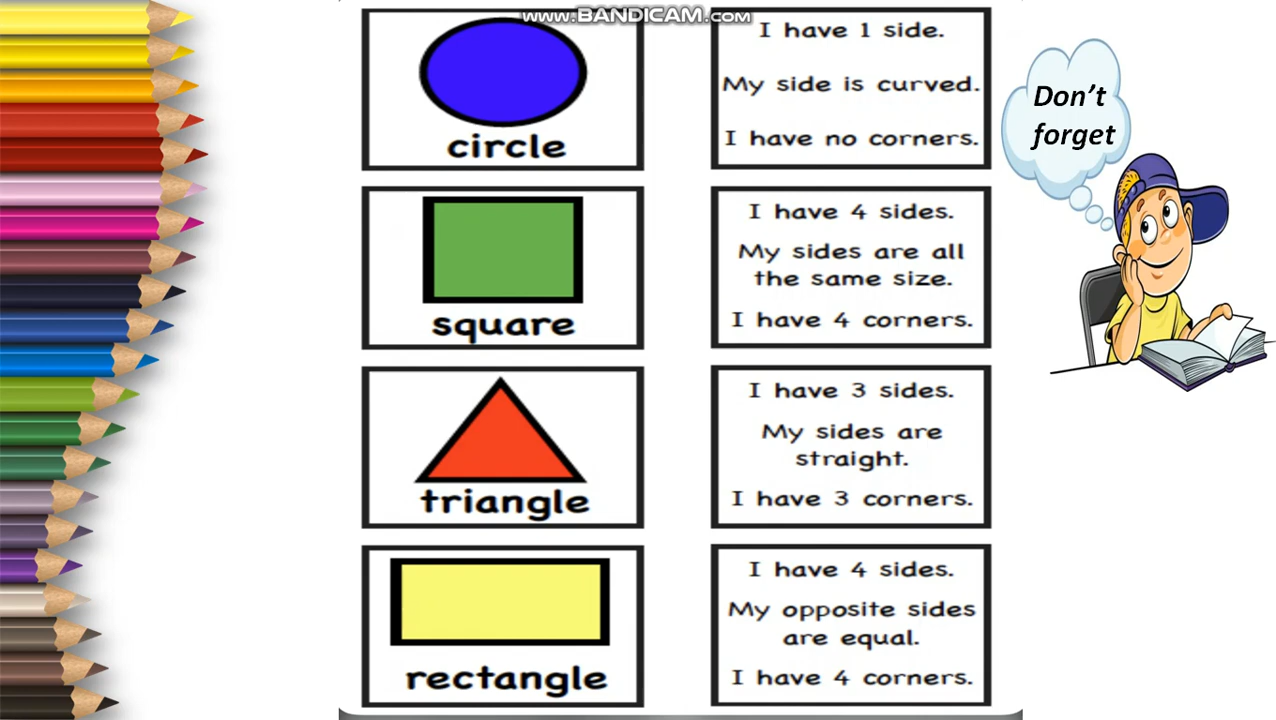 www.BANDICAM.com
circle
I have 1 side.
My side is curved.
I have no corners.
Don't
forget
square
I have 4 sides.
My sides are all
the same size.
I have 4 corners.
triangle
I have 3 sides.
My sides are
straight.
I have 3 corners.
rectangle
I have 4 sides.
My opposite sides
are equal.
I have 4 corners.